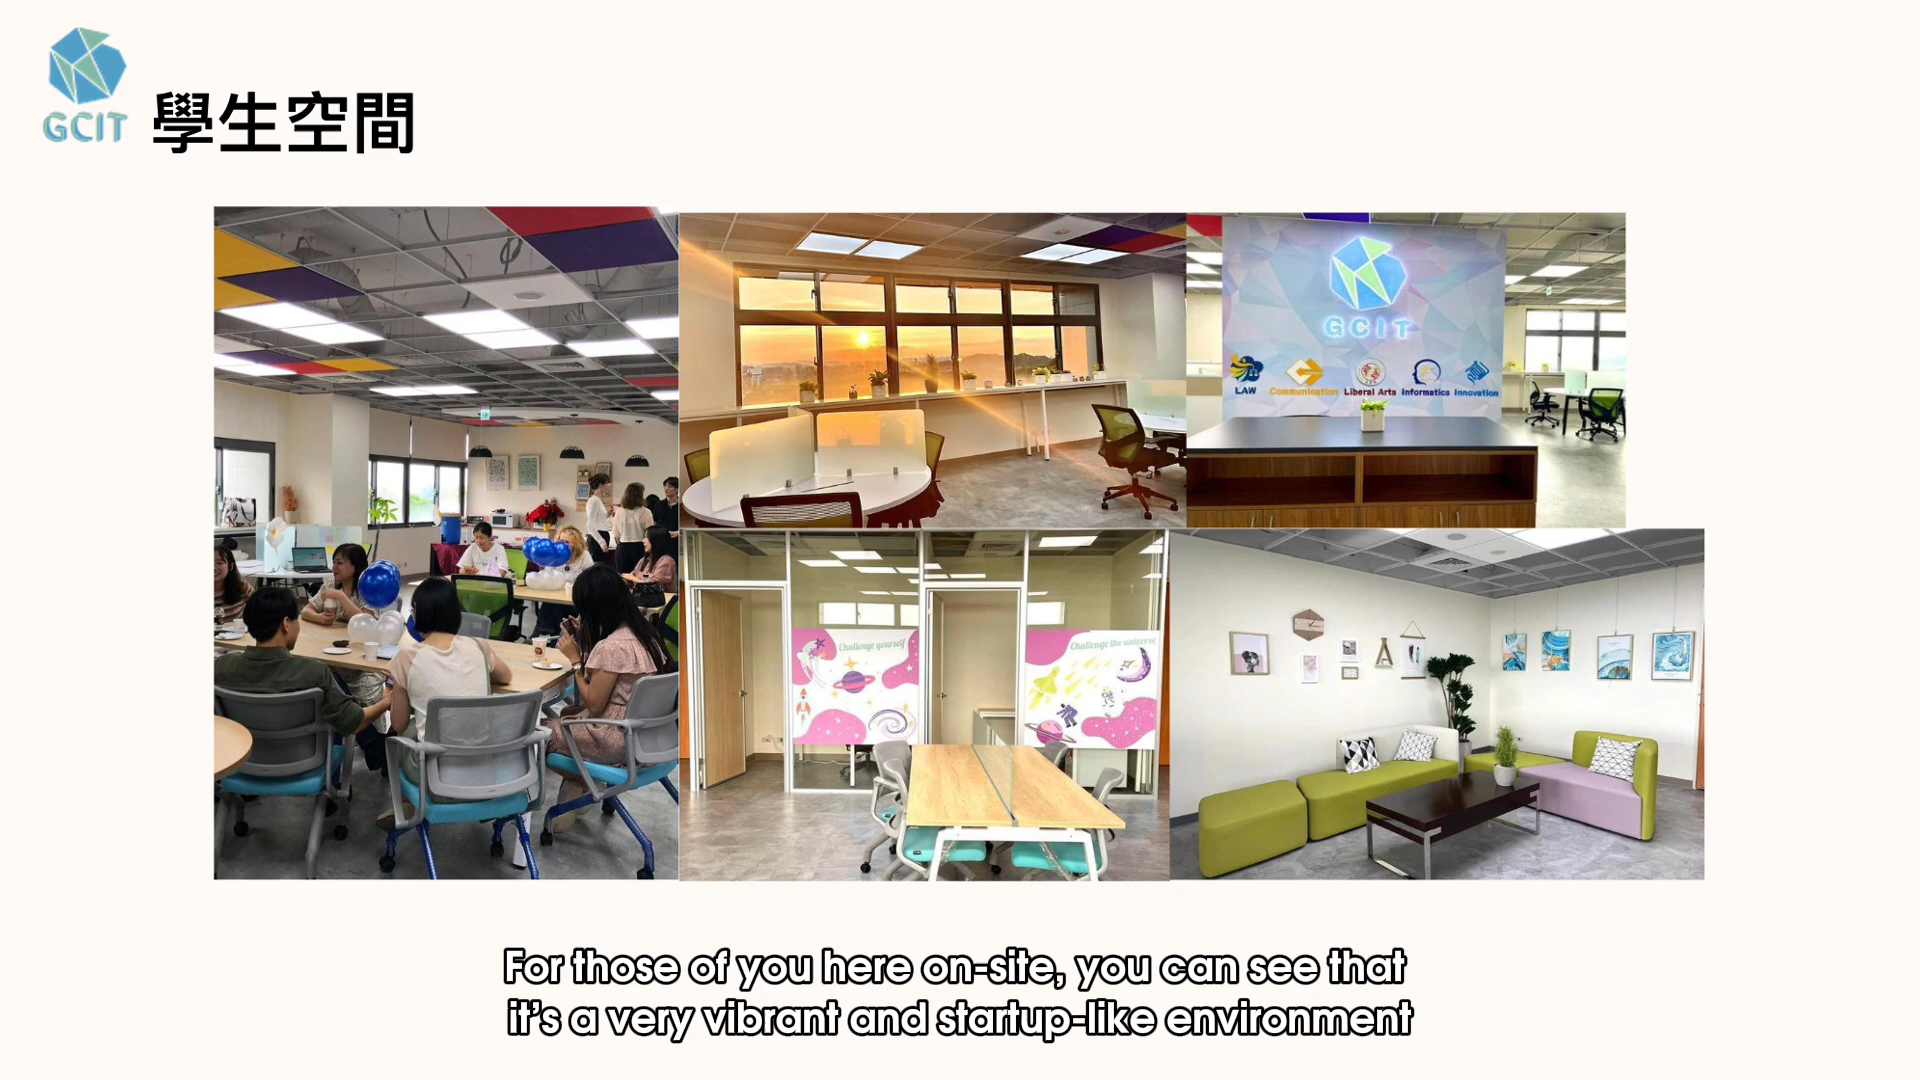 GCIT
學生空間
GCIT
LAW
Communication
Liberal Arts
Informatics
Innovation
Challenge yourself
Challenge the universe
For those of you here on-site, you can see that
it's a very vibrant and startup-like environment